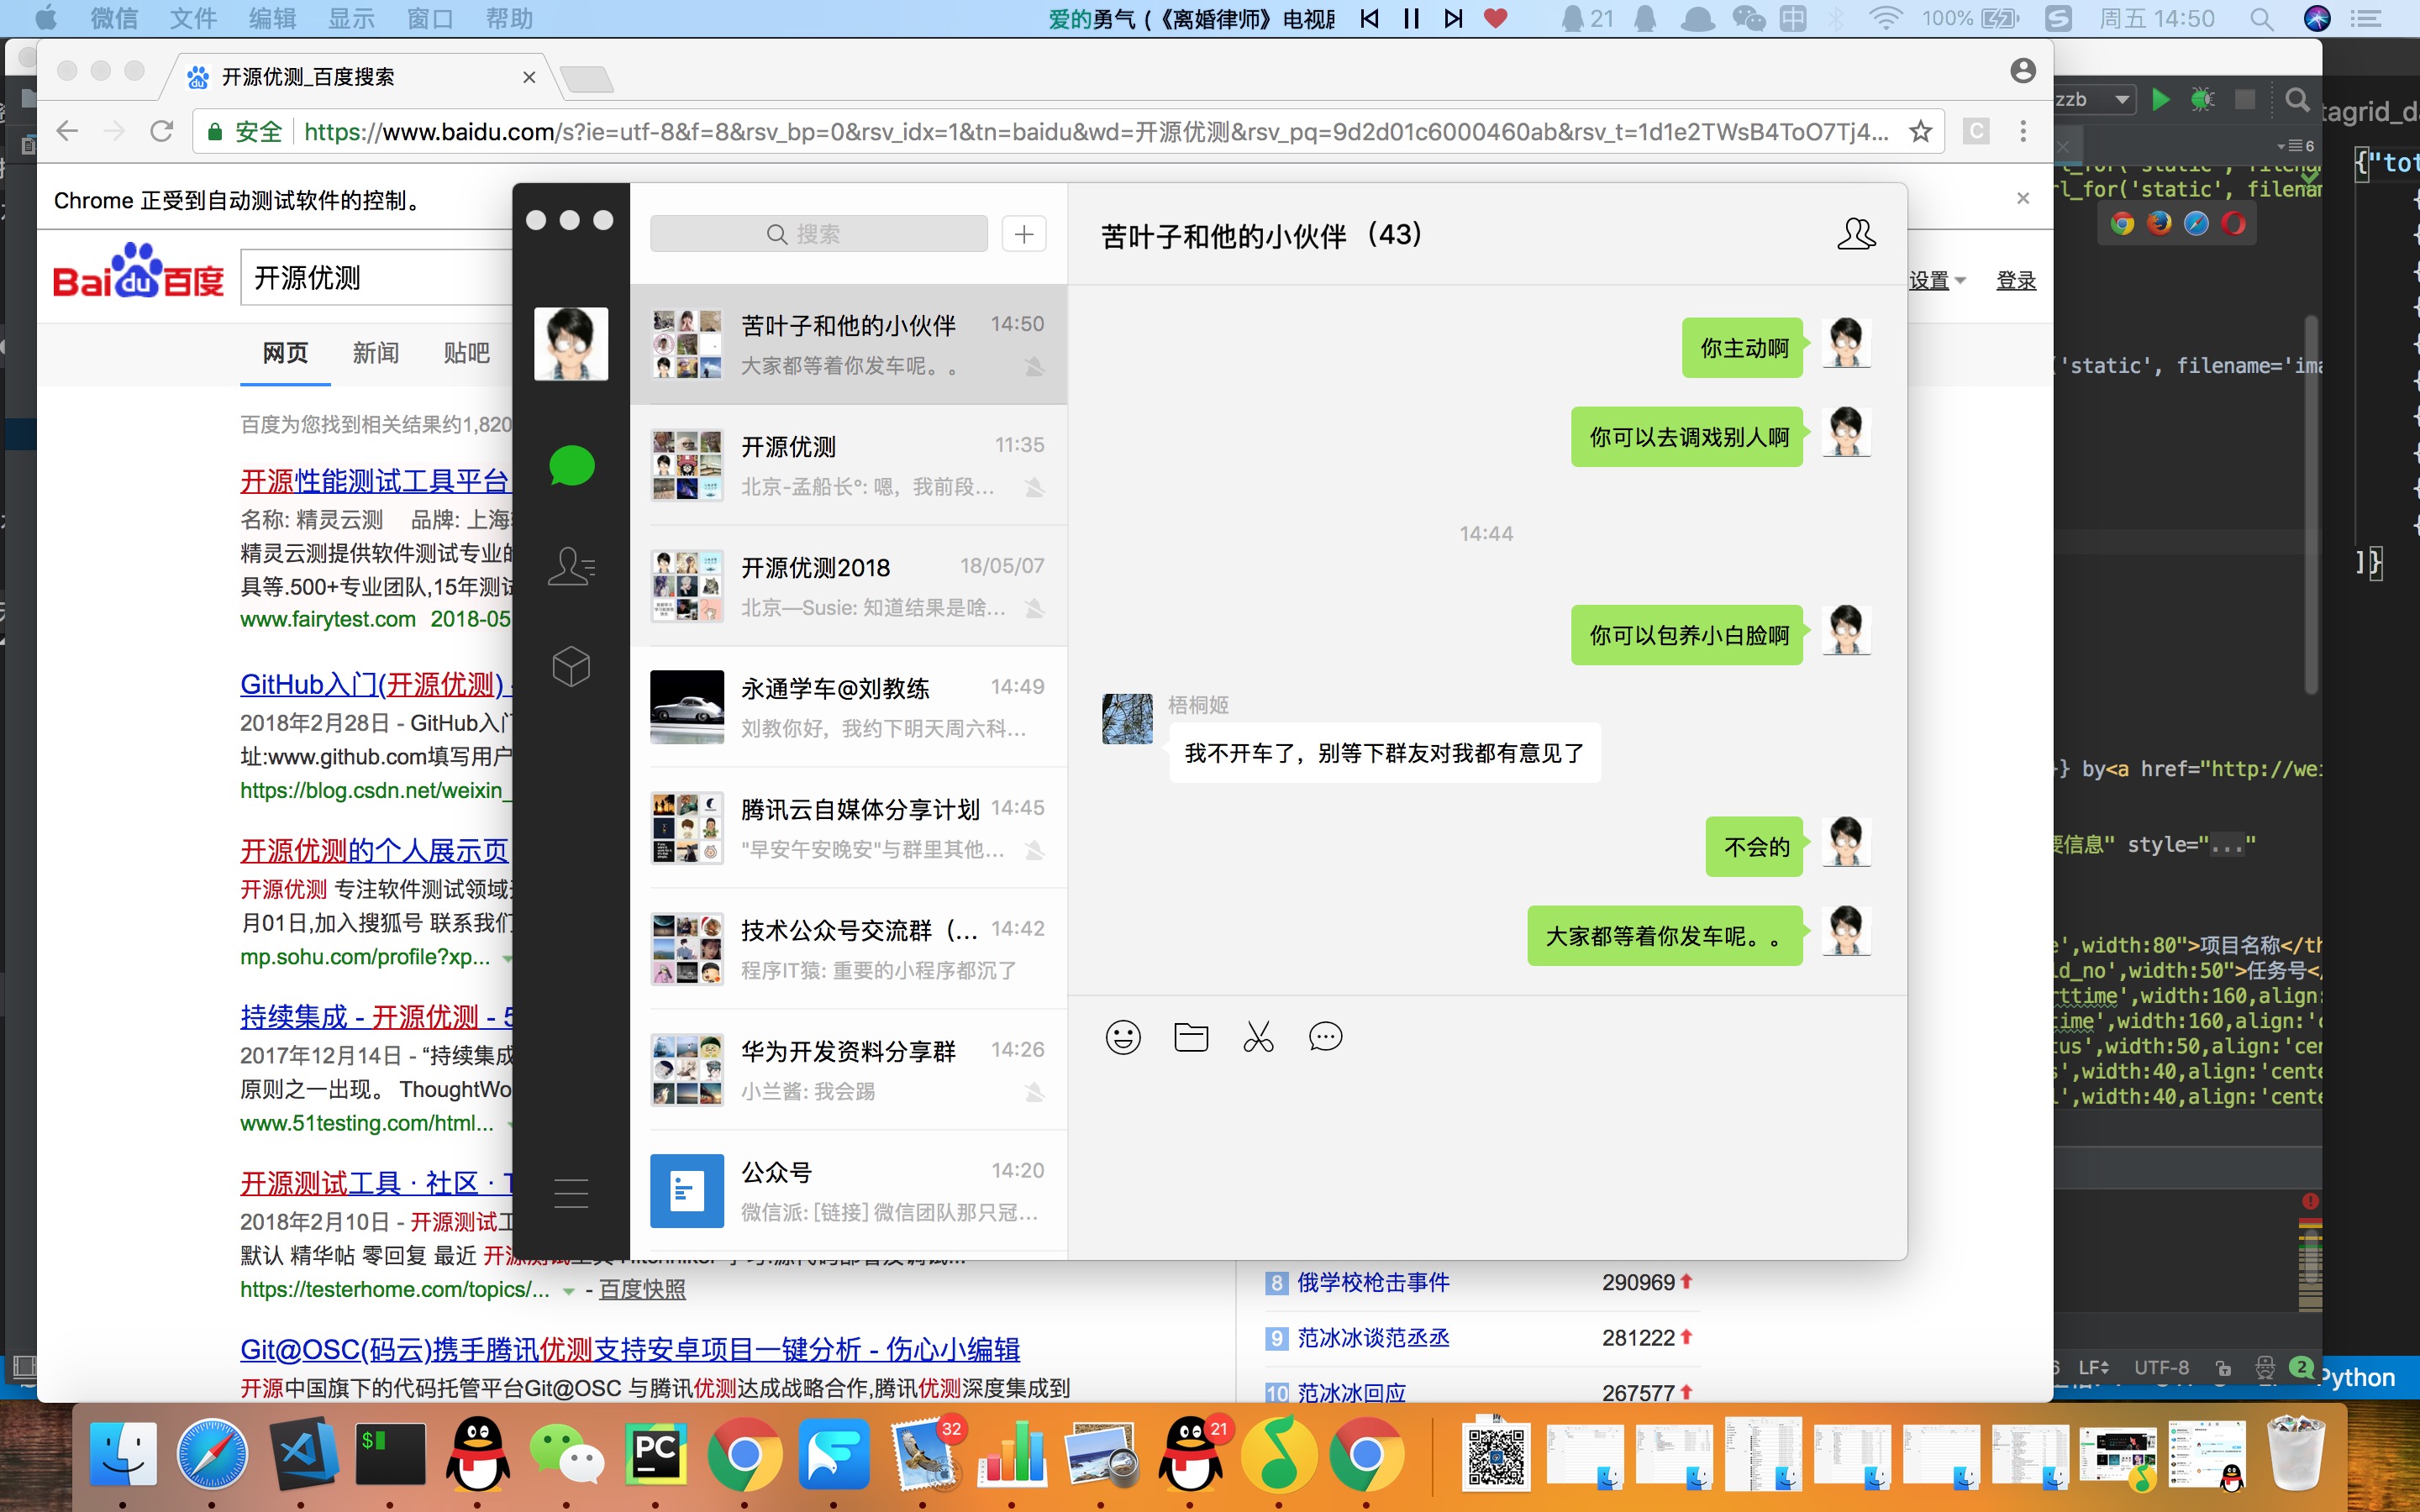 微信 文件 编辑 显示 窗口 帮助
爱的勇气 (《离婚律师》电视剧
21
中
100%
周五 14:50
开源优测_百度搜索
安全
https://www.baidu.com/s?ie=utf-8&f=8&rsv_bp=0&rsv_idx=1&tn=baidu&wd=开源优测&rsv_pq=9d2d01c6000460ab&rsv_t=1d1e2TWsB4ToO7Tj4...
Chrome 正受到自动测试软件的控制。
Bai du 百度
开源优测
设置 登录
网页 新闻 贴吧
百度为您找到相关结果约1,820
开源性能测试工具平台
名称: 精灵云测 品牌: 上海
精灵云测提供软件测试专业的
具等.500+专业团队,15年测试
www.fairytest.com 2018-05
GitHub入门(开源优测)
2018年2月28日 - GitHub入门
址:www.github.com填写用户
https://blog.csdn.net/weixin_
开源优测的个人展示页
开源优测 专注软件测试领域
月01日,加入搜狐号 联系我们
mp.sohu.com/profile?xp...
持续集成 - 开源优测 - 5
2017年12月14日 - “持续集成
原则之一出现。 ThoughtWo
www.51testing.com/html...
开源测试工具 · 社区 · T
2018年2月10日 - 开源测试工
默认 精华帖 零回复 最近
https://testerhome.com/topics/... - 百度快照
Git@OSC(码云)携手腾讯优测支持安卓项目一键分析 - 伤心小编辑
开源中国旗下的代码托管平台Git@OSC 与腾讯优测达成战略合作,腾讯优测深度集成到
8 俄学校枪击事件 290969
9 范冰冰谈范丞丞 281222
10 范冰冰回应 267577
搜索
苦叶子和他的小伙伴 14:50
大家都等着你发车呢。。
开源优测 11:35
北京-孟船长°: 嗯，我前段...
开源优测2018 18/05/07
北京—Susie: 知道结果是啥...
永通学车@刘教练 14:49
刘教你好，我约下明天周六科...
腾讯云自媒体分享计划 14:45
"早安午安晚安"与群里其他...
技术公众号交流群（... 14:42
程序IT猿: 重要的小程序都沉了
华为开发资料分享群 14:26
小兰酱: 我会踢
公众号 14:20
微信派: [链接] 微信团队那只冠...
苦叶子和他的小伙伴（43）
你主动啊
你可以去调戏别人啊
14:44
你可以包养小白脸啊
梧桐姬
我不开车了，别等下群友对我都有意见了
不会的
大家都等着你发车呢。。
zzb
tagrid_d
6
l_for('static', filenam
rl_for('static', filenam
{"tot
'static', filename='ima
]}
} by<a href="http://wei
要信息" style="..."
',width:80">项目名称</th
ld_no',width:50">任务号</
rttime',width:160,align:
time',width:160,align:'c
tus',width:50,align:'cen
s',width:40,align:'cente
l',width:40,align:'cente
LF UTF-8
2
Python
$
PC
32
21